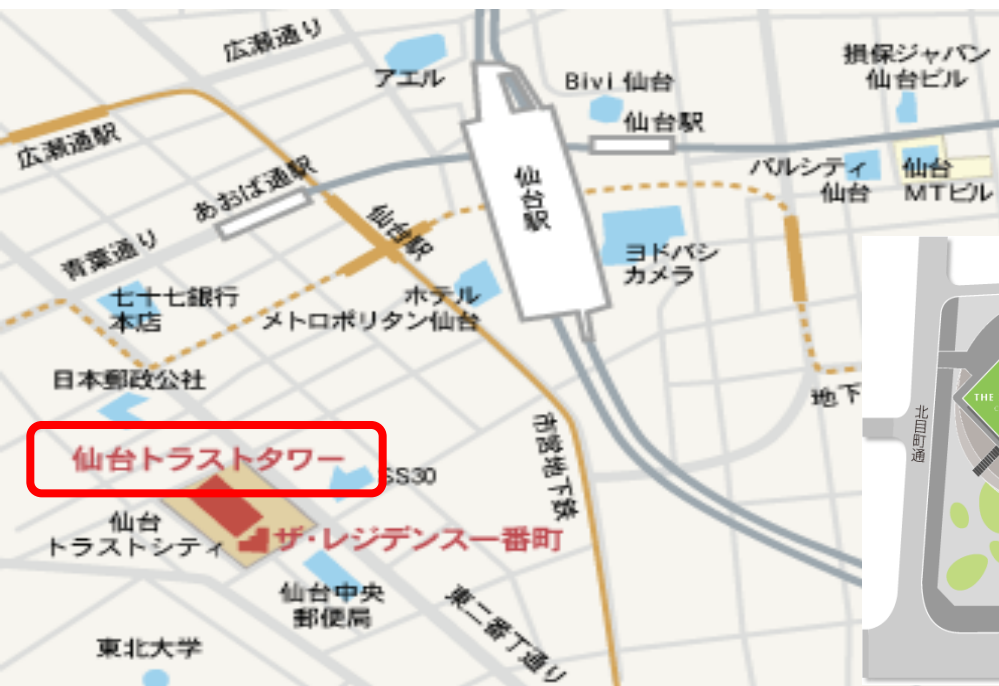 広瀬通り
アエル
Bivi 仙台
損保ジャパン
仙台ビル
仙台駅
広瀬通駅
あおば通駅
仙台駅
仙台駅
パルシティ
仙台
仙台
MTビル
青葉通り
ヨドバシ
カメラ
七十七銀行
本店
ホテル
メトロポリタン仙台
日本郵政公社
地下
北目町通
THE
市営地下鉄
仙台トラストタワー
SS30
仙台
トラストシティ
ザ・レジデンス一番町
仙台中央
郵便局
東二番丁通り
東北大学